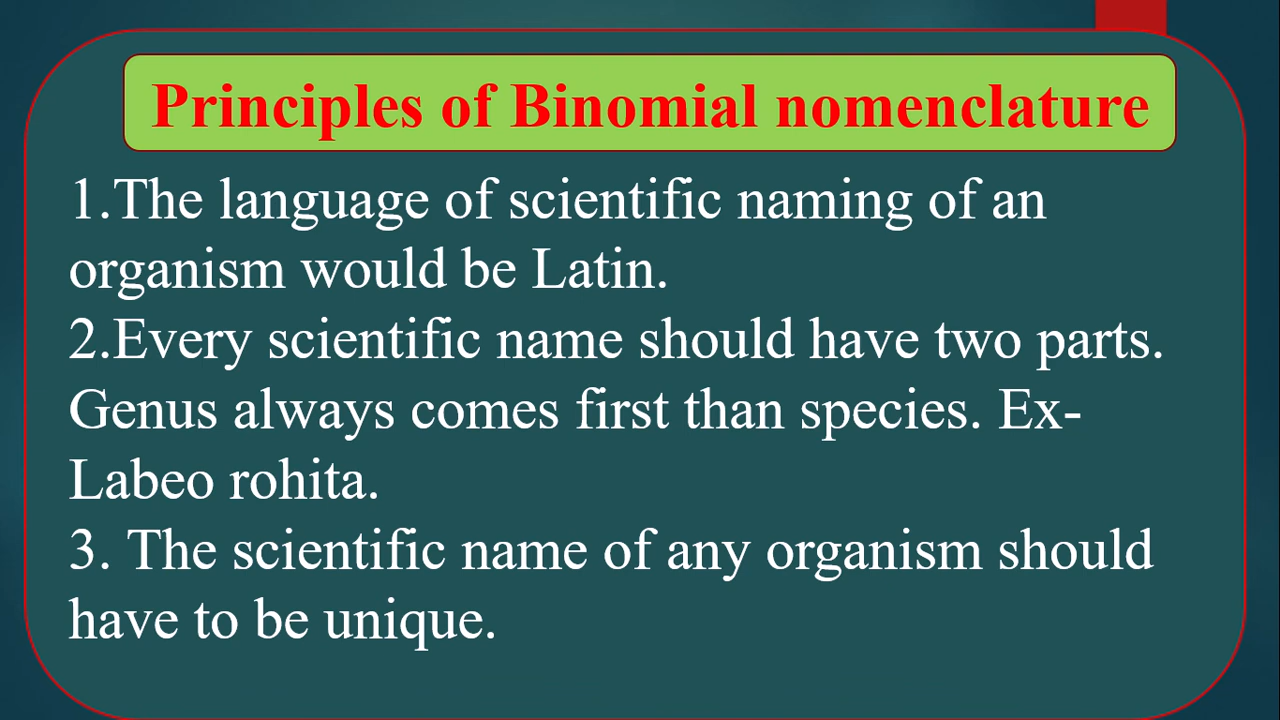 Principles of Binomial nomenclature
1.The language of scientific naming of an
organism would be Latin.
2.Every scientific name should have two parts.
Genus always comes first than species. Ex-
Labeo rohita.
3. The scientific name of any organism should
have to be unique.